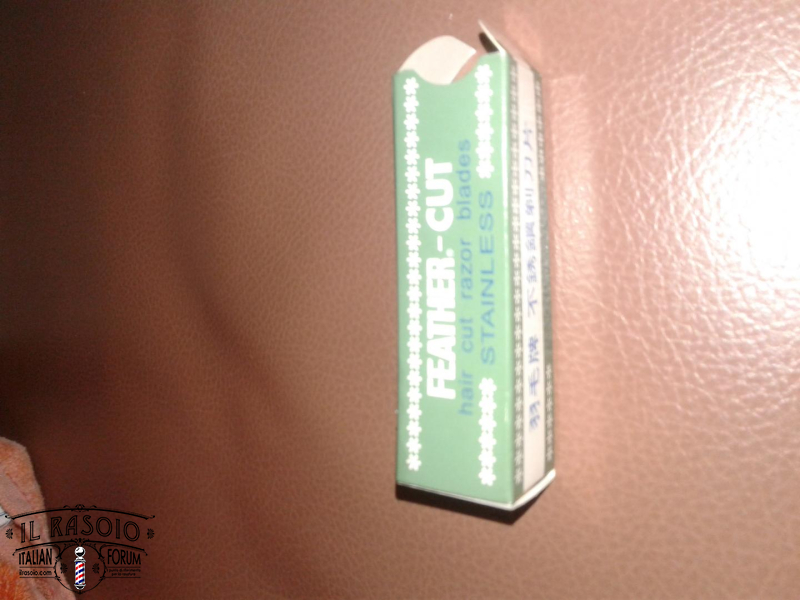 FEATHER.-CUT
hair cut razor blades
STAINLESS
羽毛牌 不銹鋼剃刀片
IL RASOIO
ITALIAN FORUM
ilrasoio.com